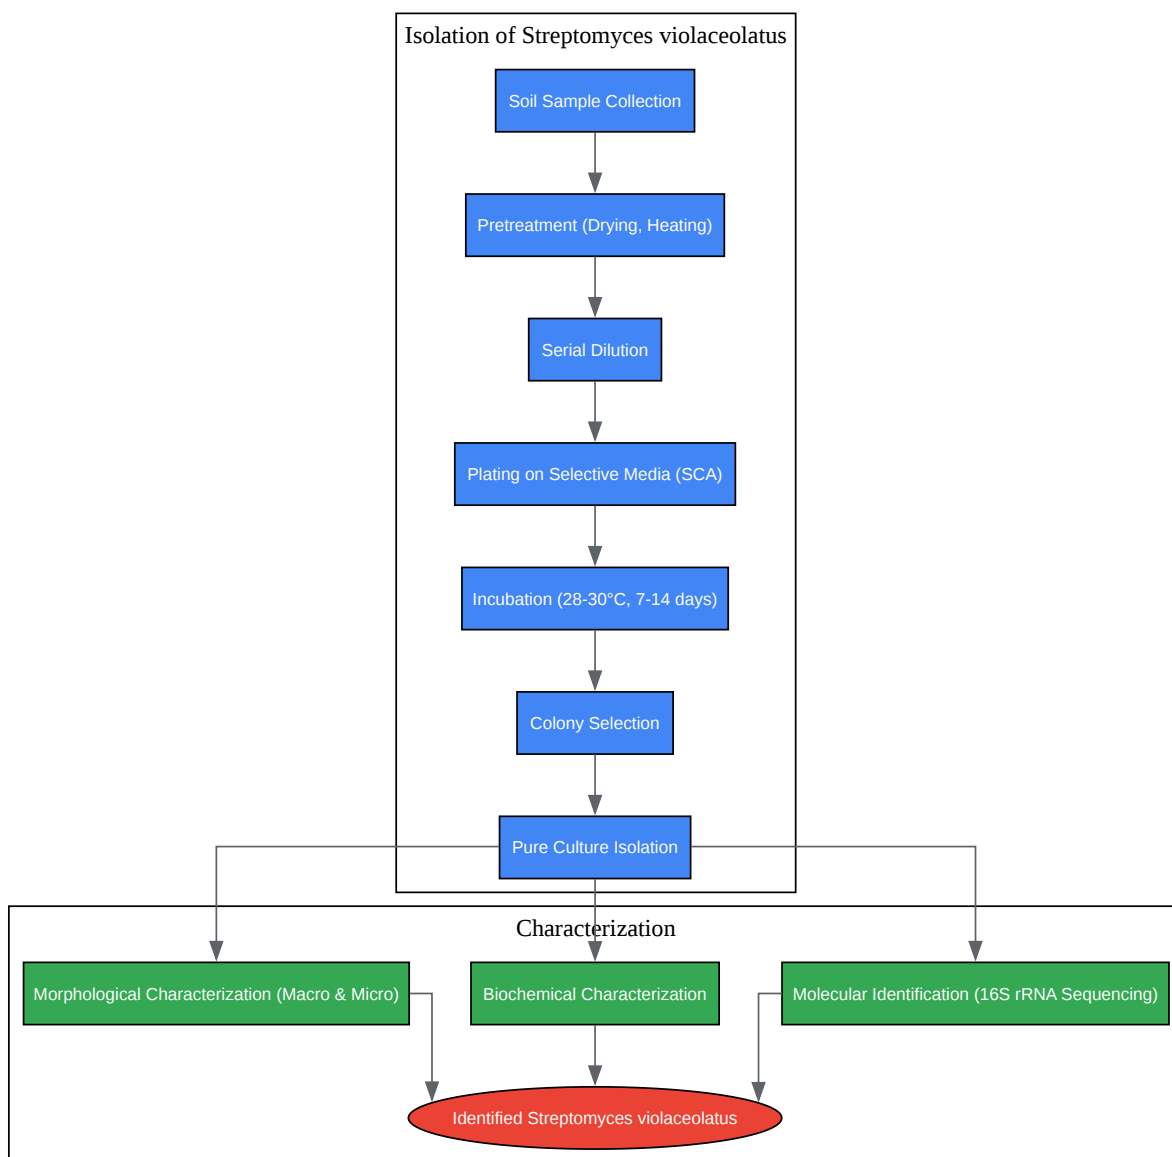 Isolation of Streptomyces violaceolatus
Soil Sample Collection
Pretreatment (Drying, Heating)
Serial Dilution
Plating on Selective Media (SCA)
Incubation (28-30°C, 7-14 days)
Colony Selection
Pure Culture Isolation
Characterization
Morphological Characterization (Macro & Micro)
Biochemical Characterization
Molecular Identification (16S rRNA Sequencing)
Identified Streptomyces violaceolatus